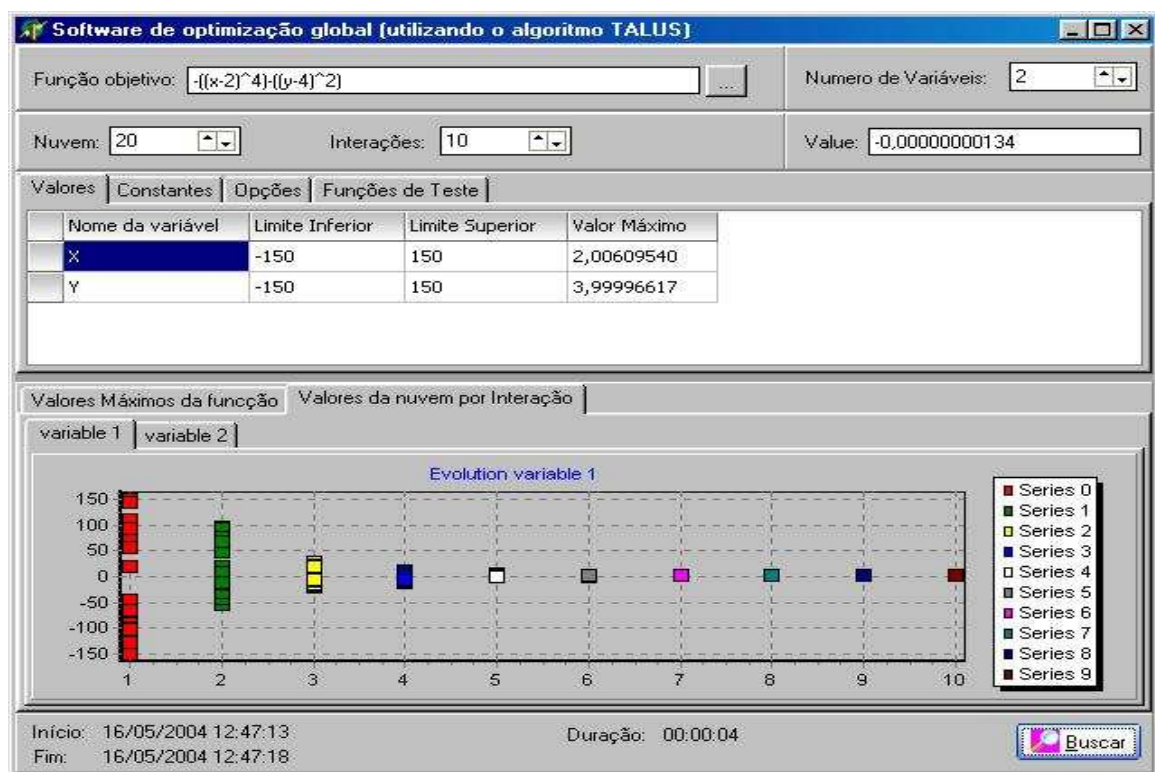 Software de optimização global (utilizando o algoritmo TALUS)
Função objetivo: -((x-2)^4)-((y-4)^2) ... Numero de Variáveis: 2
Nuvem: 20 Interações: 10 Value: -0,00000000134
Valores Constantes Opções Funções de Teste
Nome da variável Limite Inferior Limite Superior Valor Máximo
X -150 150 2,00609540
Y -150 150 3,99996617
Valores Máximos da funcção Valores da nuvem por Interação
variable 1 variable 2
Evolution variable 1
150
100
50
0
-50
-100
-150
1 2 3 4 5 6 7 8 9 10
Series 0
Series 1
Series 2
Series 3
Series 4
Series 5
Series 6
Series 7
Series 8
Series 9
Início: 16/05/2004 12:47:13 Duração: 00:00:04
Fim: 16/05/2004 12:47:18
Buscar